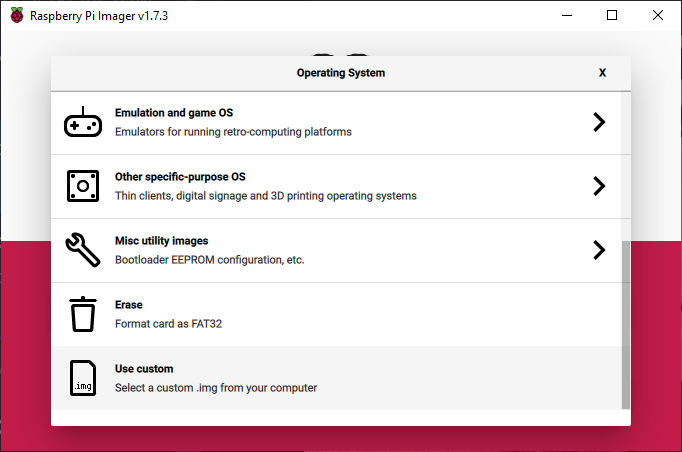 Raspberry Pi Imager v1.7.3
Operating System
X
Emulation and game OS
Emulators for running retro-computing platforms
Other specific-purpose OS
Thin clients, digital signage and 3D printing operating systems
Misc utility images
Bootloader EEPROM configuration, etc.
Erase
Format card as FAT32
.img
Use custom
Select a custom .img from your computer